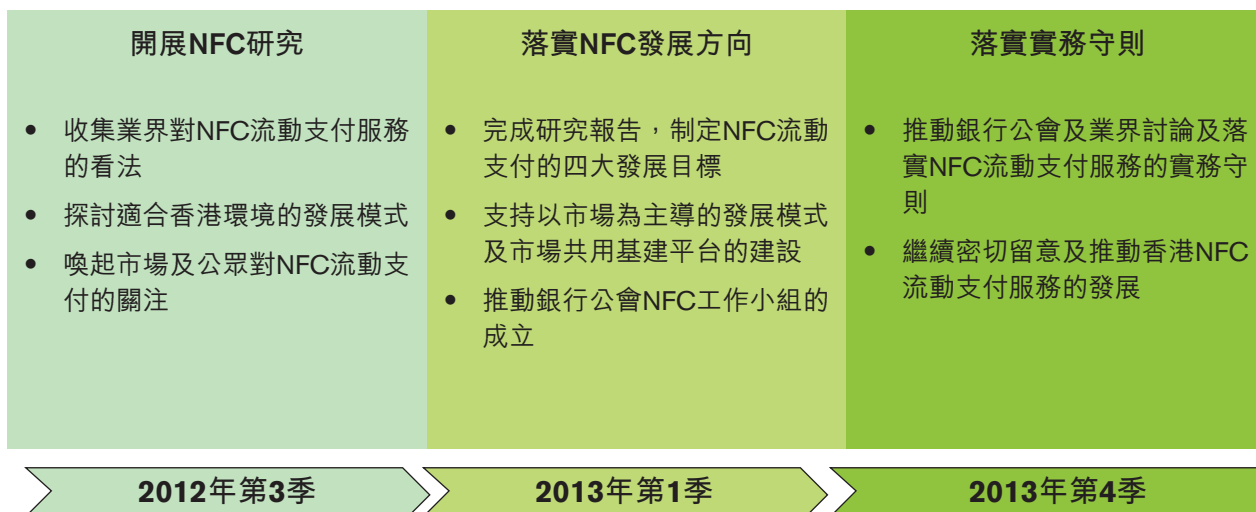 開展NFC研究
• 收集業界對NFC流動支付服務
的看法
• 探討適合香港環境的發展模式
• 喚起市場及公眾對NFC流動支
付的關注
落實NFC發展方向
• 完成研究報告，制定NFC流動
支付的四大發展目標
• 支持以市場為主導的發展模式
及市場共用基建平台的建設
• 推動銀行公會NFC工作小組的
成立
落實實務守則
• 推動銀行公會及業界討論及落
實NFC流動支付服務的實務守
則
• 繼續密切留意及推動香港NFC
流動支付服務的發展
2012年第3季
2013年第1季
2013年第4季